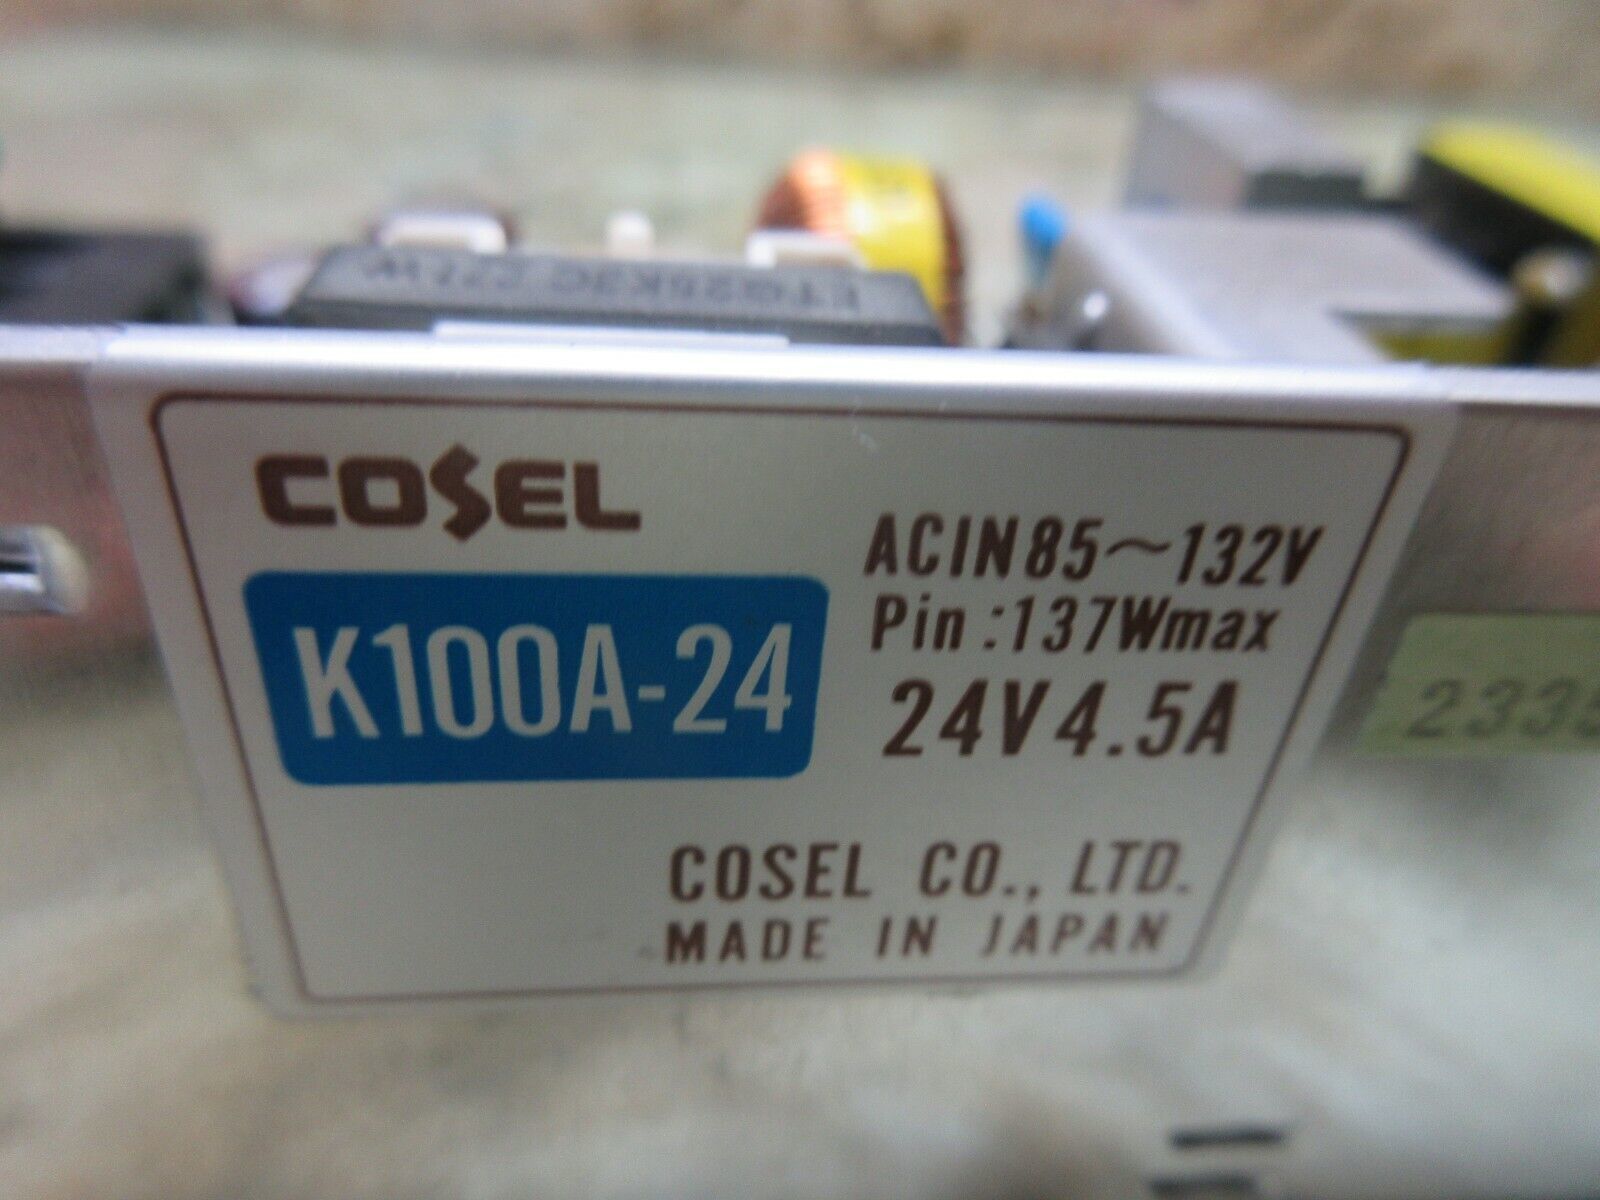 COSEL
K100A-24
ACIN85~132V
Pin:137Wmax
24V4.5A
COSEL CO., LTD.
MADE IN JAPAN
2335